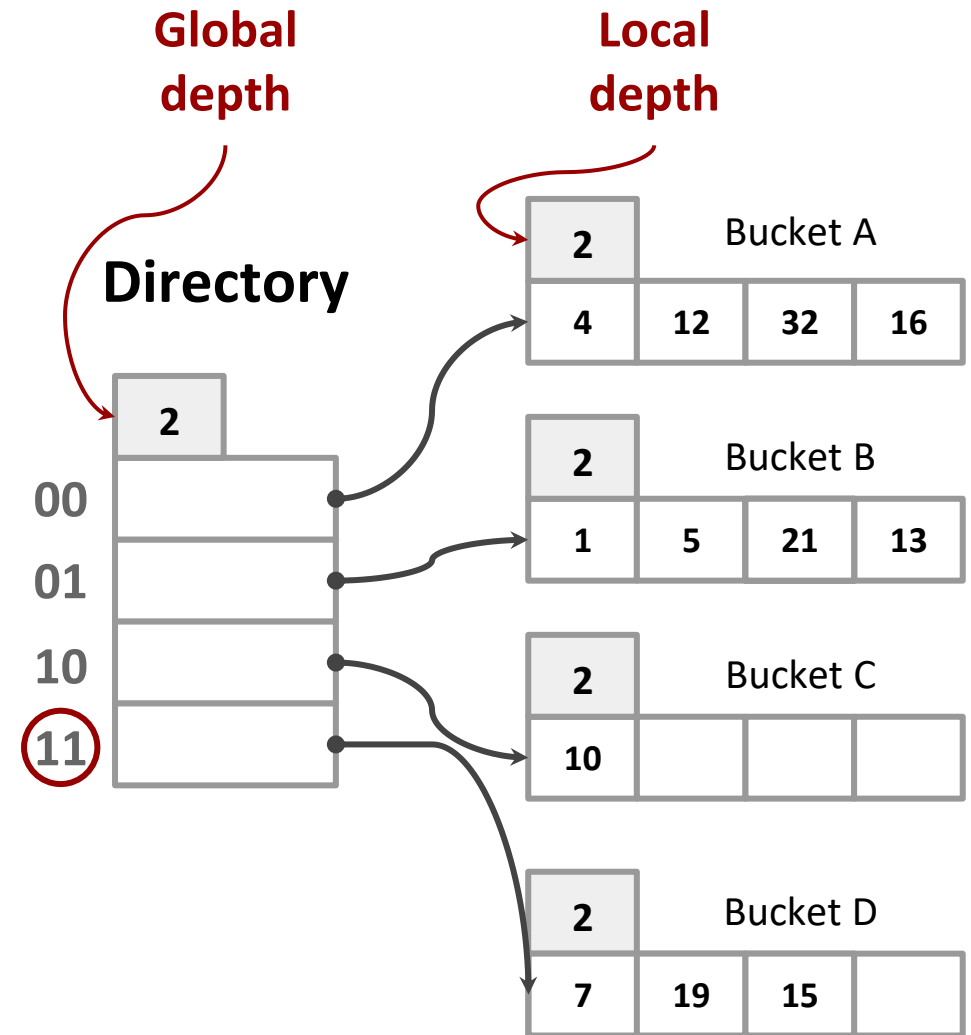 Global
depth
Local
depth
Directory
2
00
01
10
11
2
Bucket A
4 12 32 16
2
Bucket B
1 5 21 13
2
Bucket C
10
2
Bucket D
7 19 15